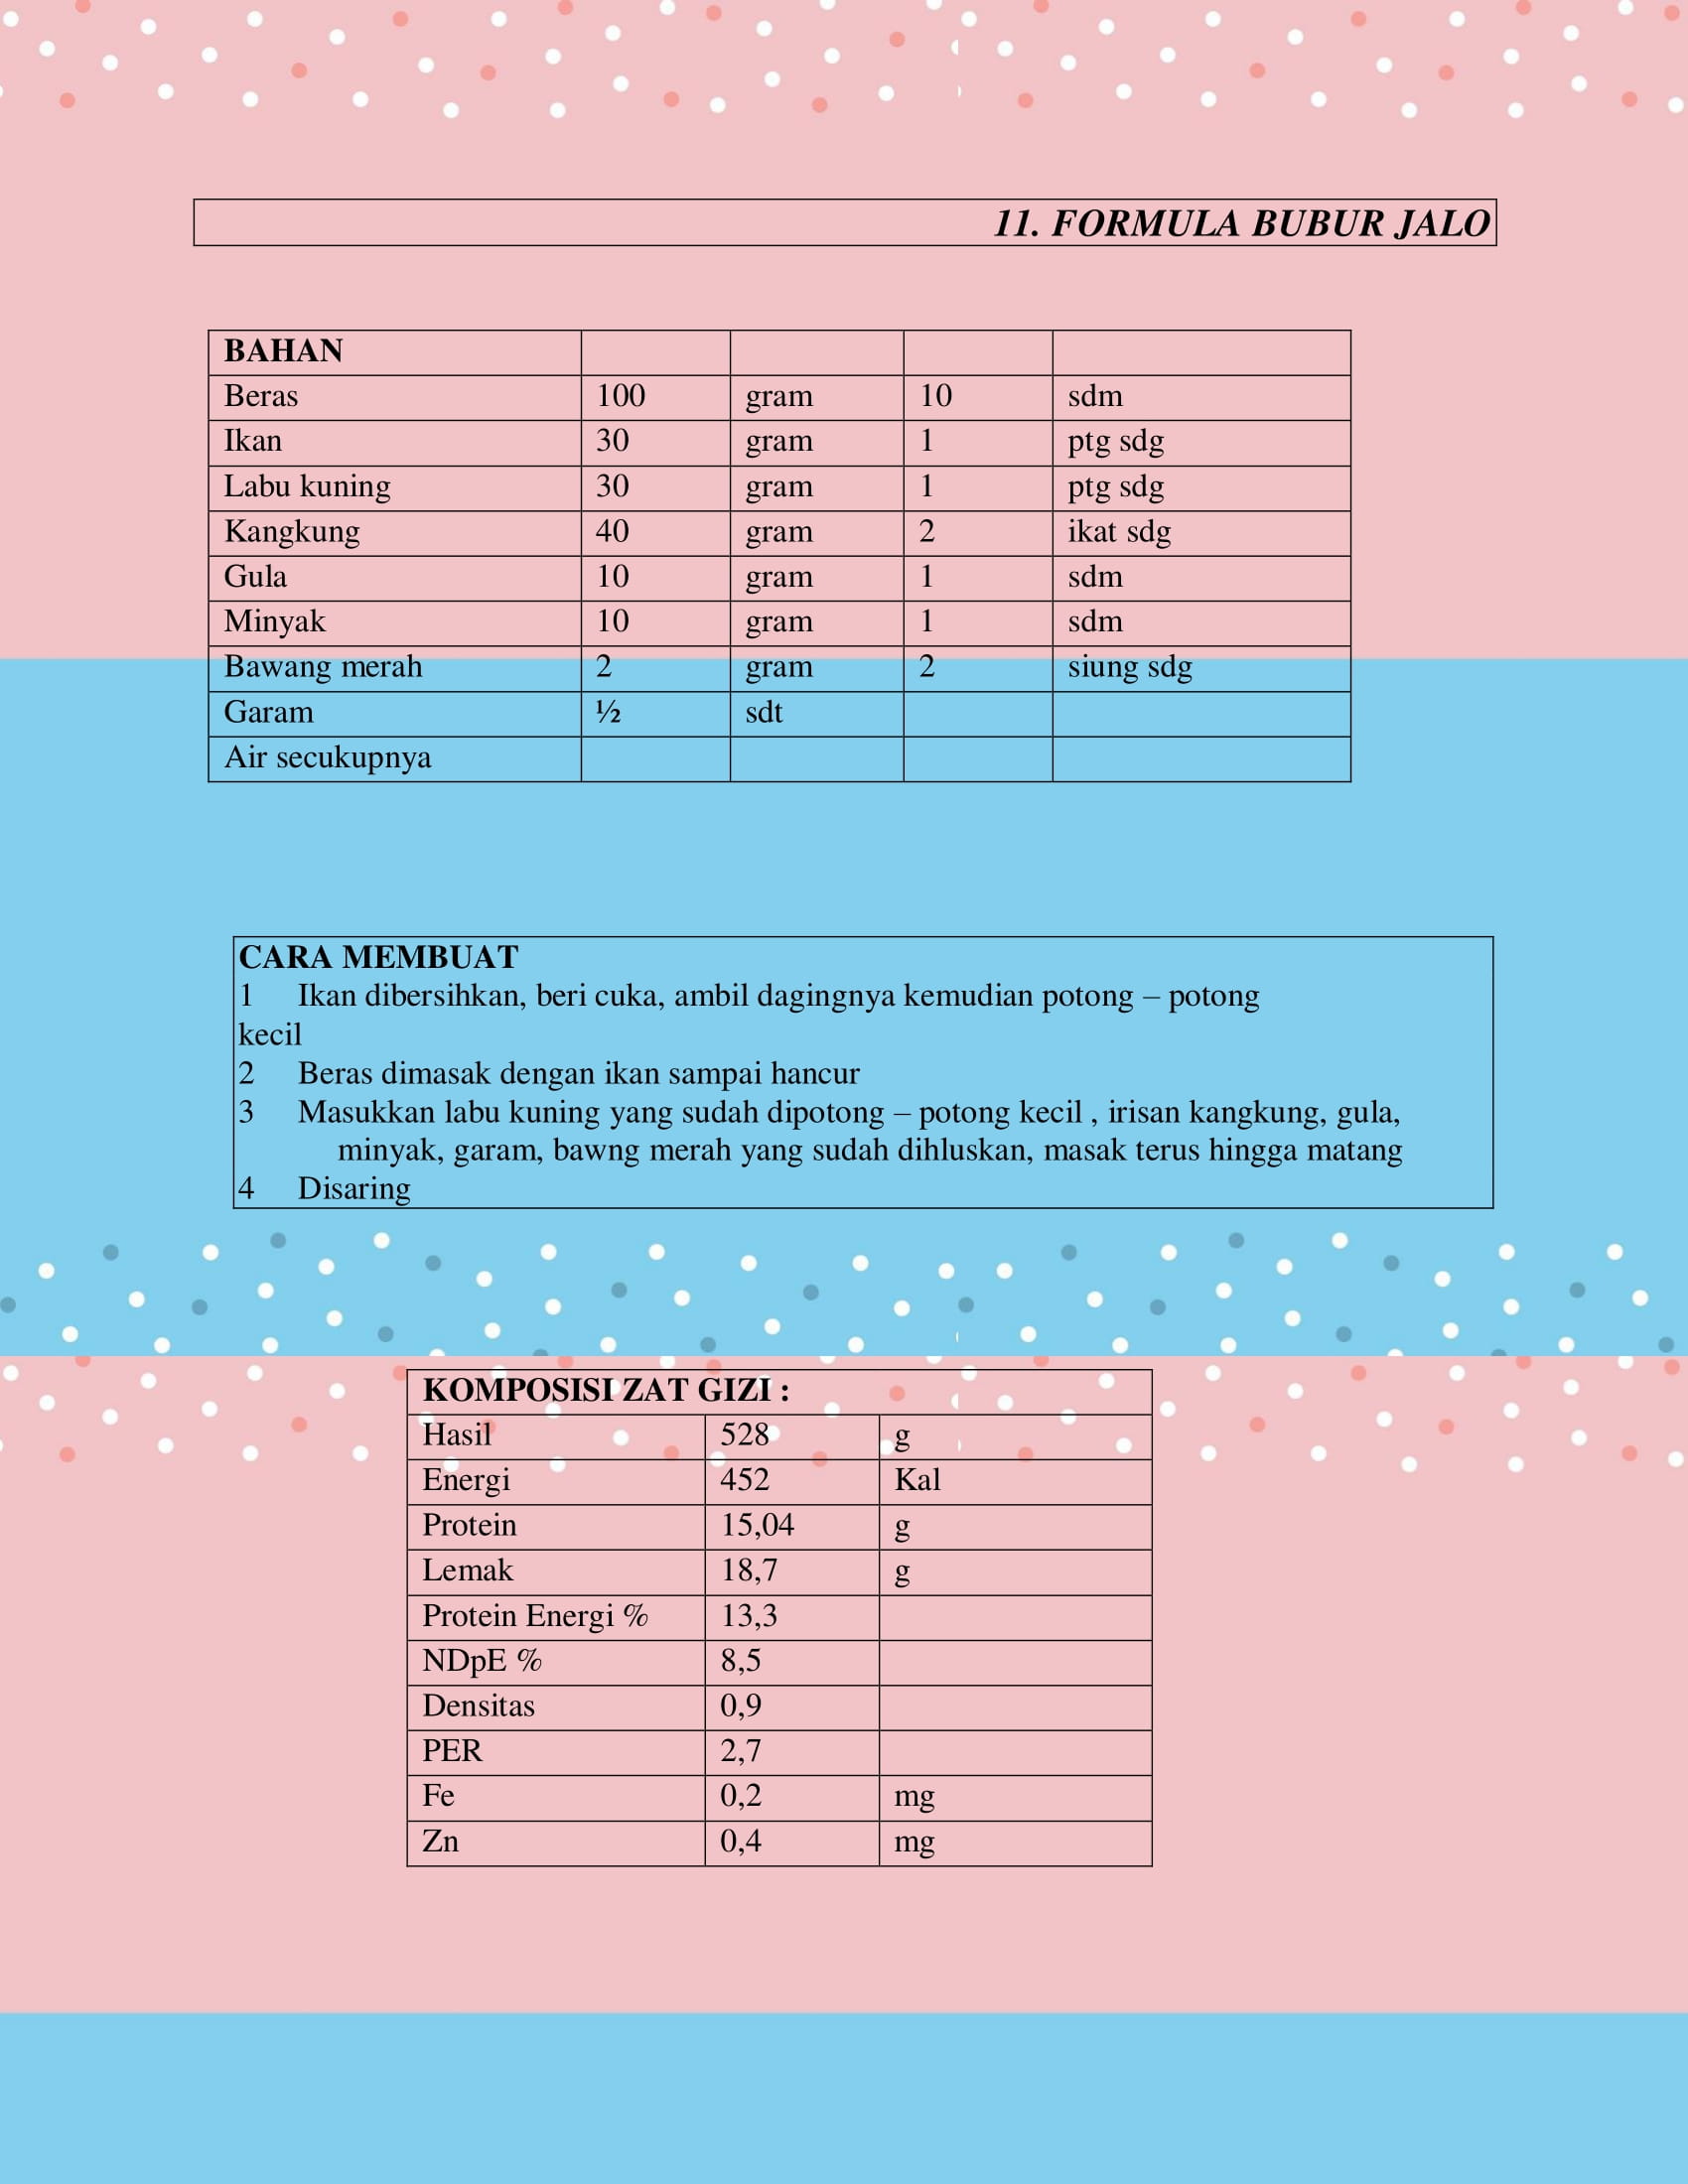 11. FORMULA BUBUR JALO
BAHAN
Beras 100 gram 10 sdm
Ikan 30 gram 1 ptg sdg
Labu kuning 30 gram 1 ptg sdg
Kangkung 40 gram 2 ikat sdg
Gula 10 gram 1 sdm
Minyak 10 gram 1 sdm
Bawang merah 2 gram 2 siung sdg
Garam ½ sdt
Air secukupnya
CARA MEMBUAT
1 Ikan dibersihkan, beri cuka, ambil dagingnya kemudian potong – potong
kecil
2 Beras dimasak dengan ikan sampai hancur
3 Masukkan labu kuning yang sudah dipotong – potong kecil , irisan kangkung, gula,
minyak, garam, bawng merah yang sudah dihluskan, masak terus hingga matang
4 Disaring
KOMPOSISI ZAT GIZI :
Hasil 528 g
Energi 452 Kal
Protein 15,04 g
Lemak 18,7 g
Protein Energi % 13,3
NDpE % 8,5
Densitas 0,9
PER 2,7
Fe 0,2 mg
Zn 0,4 mg